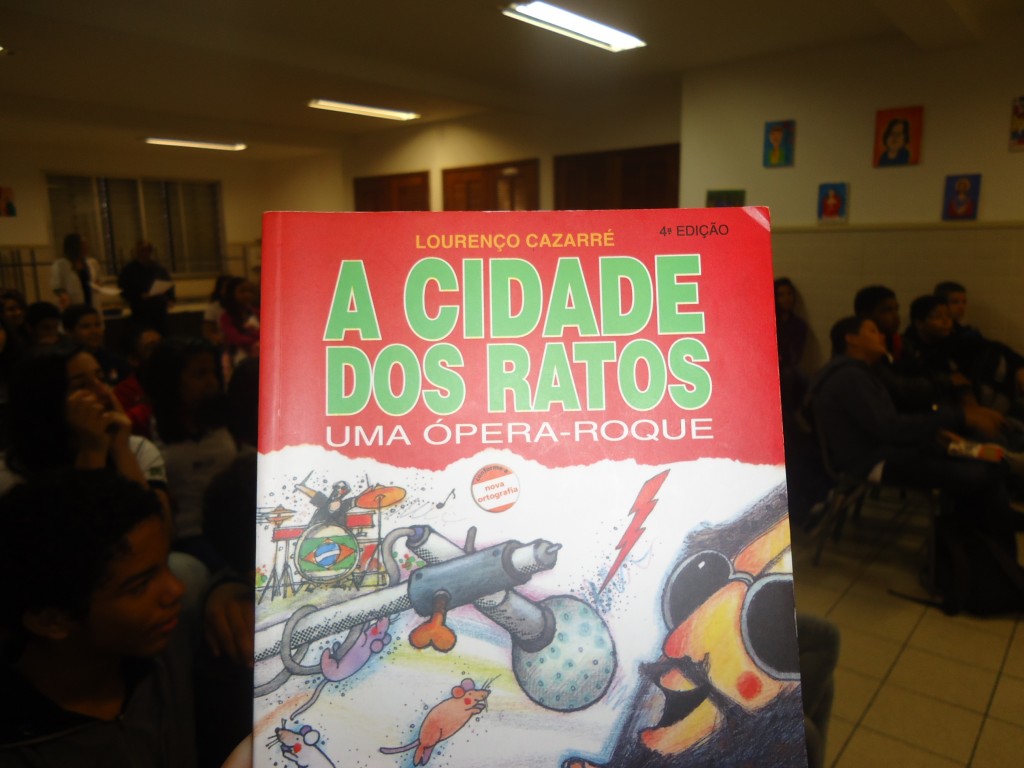 LOURENÇO CAZARRÉ
4ª EDIÇÃO
A CIDADE
DOS RATOS
UMA ÓPERA-ROQUE
nova
ortografia